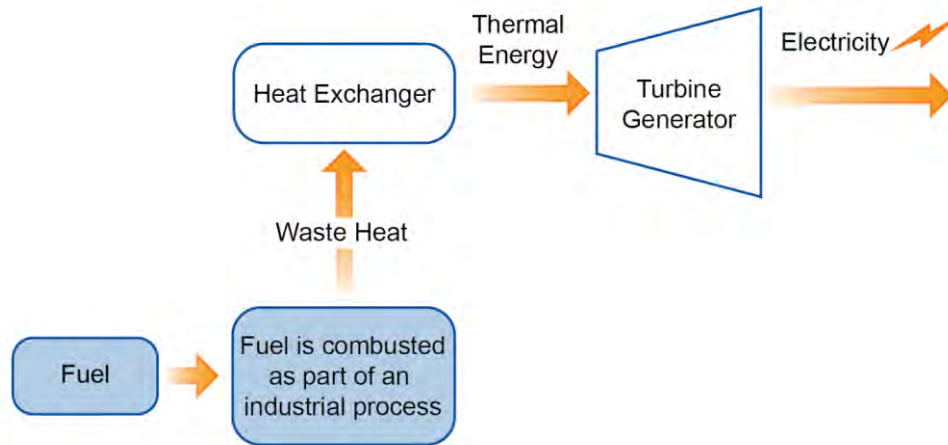 Thermal
Energy
Electricity
Heat Exchanger
Turbine
Generator
Waste Heat
Fuel
Fuel is combusted
as part of an
industrial process